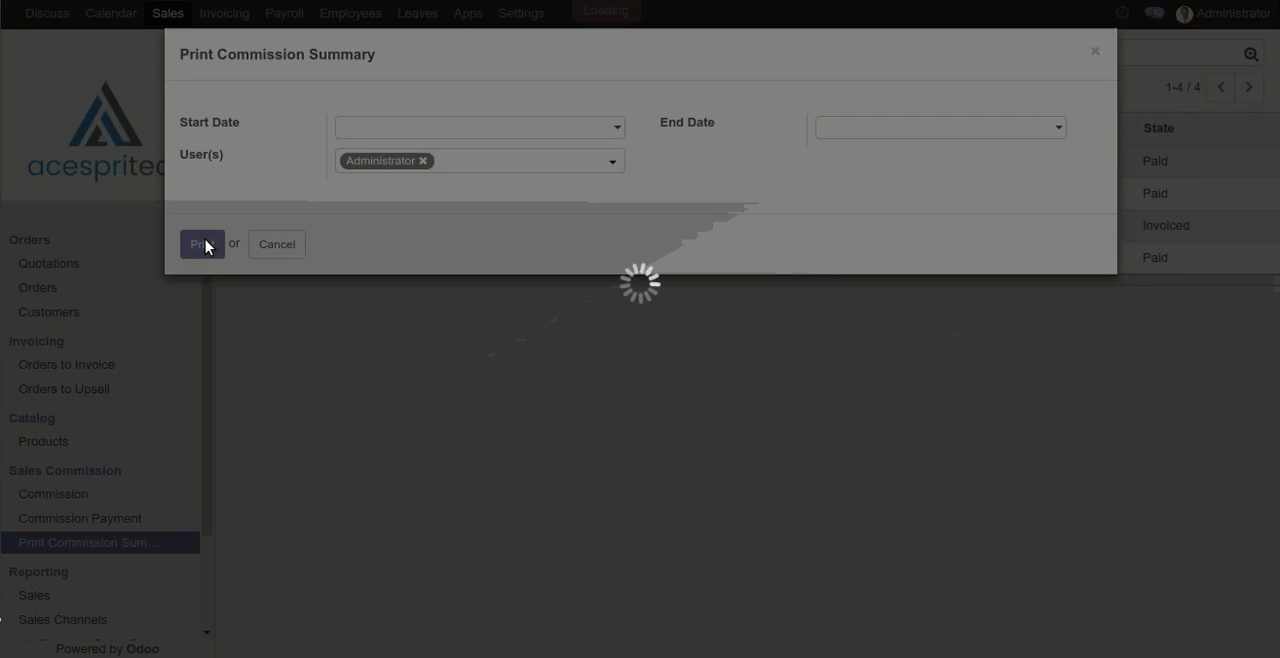 Discuss Calendar Sales Invoicing Payroll Employees Leaves Apps Settings Loading Administrator
Print Commission Summary ×
1-4 / 4
Start Date End Date State
User(s) Administrator Paid
acesprite Paid
Invoiced
Print or Cancel Paid
Orders
Quotations
Orders
Customers
Invoicing
Orders to Invoice
Orders to Upsell
Catalog
Products
Sales Commission
Commission
Commission Payment
Print Commission Sum...
Reporting
Sales
Sales Channels
Powered by Odoo